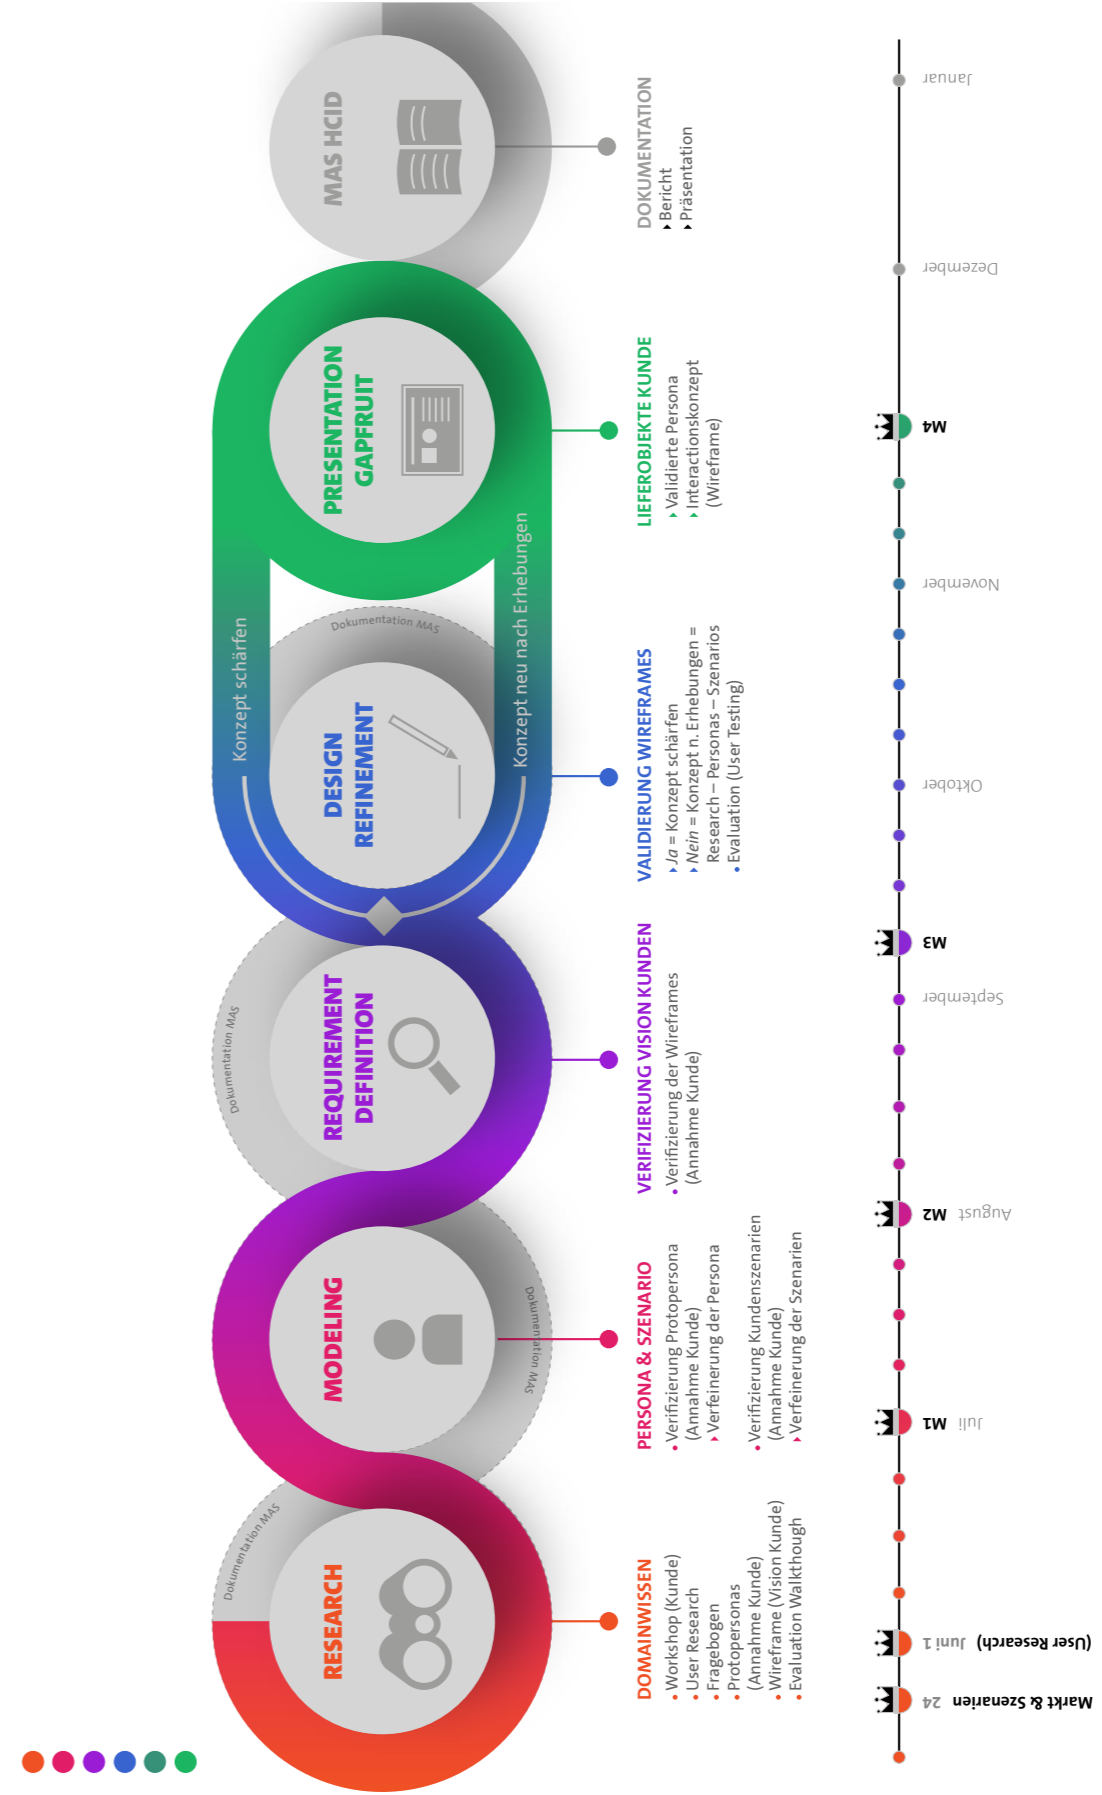 RESEARCH
Dokumentation MAS
MODELING
Dokumentation MAS
REQUIREMENT
DEFINITION
Dokumentation MAS
DESIGN
REFINEMENT
Dokumentation MAS
Konzept schärfen
Konzept neu nach Erhebungen
PRESENTATION
GAPFRUIT
MAS HCID
DOMAINWISSEN
• Workshop (Kunde)
• User Research
• Fragebogen
• Protopersonas
(Annahme Kunde)
• Wireframe (Vision Kunde)
• Evaluation Walkthough
PERSONA & SZENARIO
• Verifizierung Protopersona
(Annahme Kunde)
▸ Verfeinerung der Persona
• Verifizierung Kundenszenarien
(Annahme Kunde)
▸ Verfeinerung der Szenarien
VERIFIZIERUNG VISION KUNDEN
• Verifizierung der Wireframes
(Annahme Kunde)
VALIDIERUNG WIREFRAMES
▸ Ja = Konzept schärfen
▸ Nein = Konzept n. Erhebungen =
Research – Personas – Szenarios
• Evaluation (User Testing)
LIEFEROBJEKTE KUNDE
▸ Validierte Persona
▸ Interactionskonzept
(Wireframe)
DOKUMENTATION
▸ Bericht
▸ Präsentation
Markt & Szenarien 24
(User Research) Juni 1
Juli M1
August M2
September
M3
Oktober
November
M4
Dezember
Januar